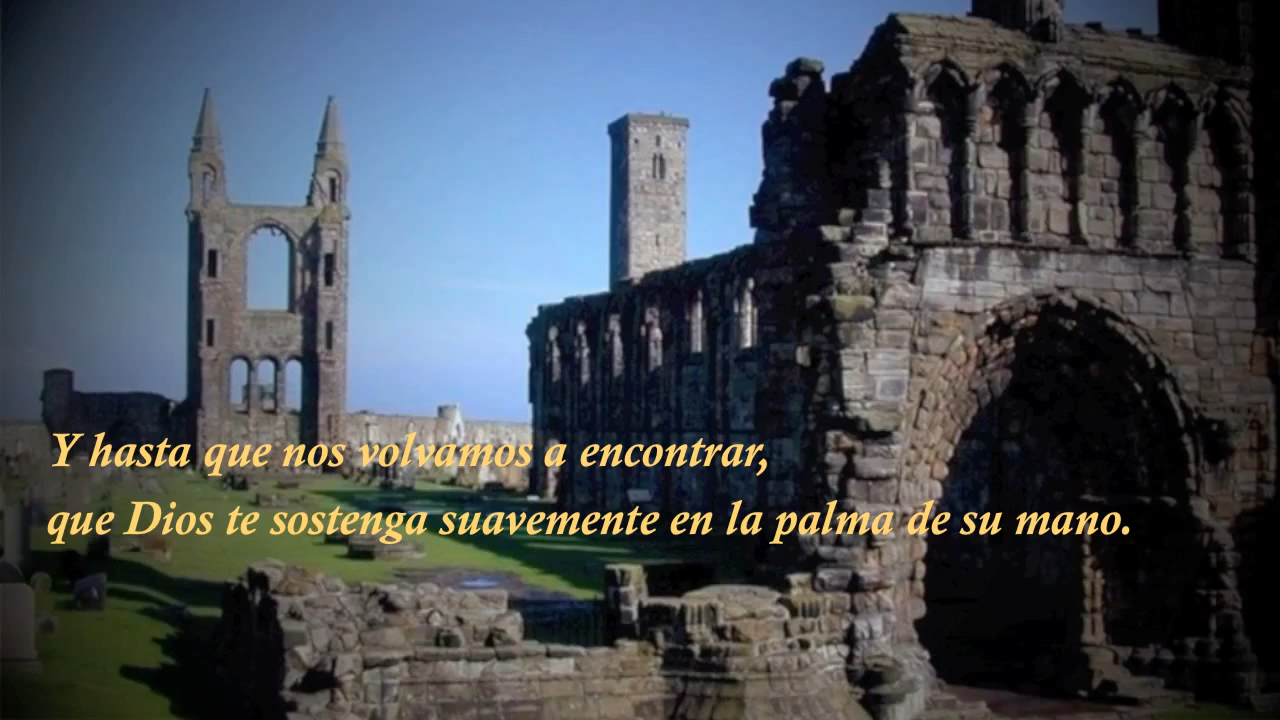 Y hasta que nos volvamos a encontrar,
que Dios te sostenga suavemente en la palma de su mano.